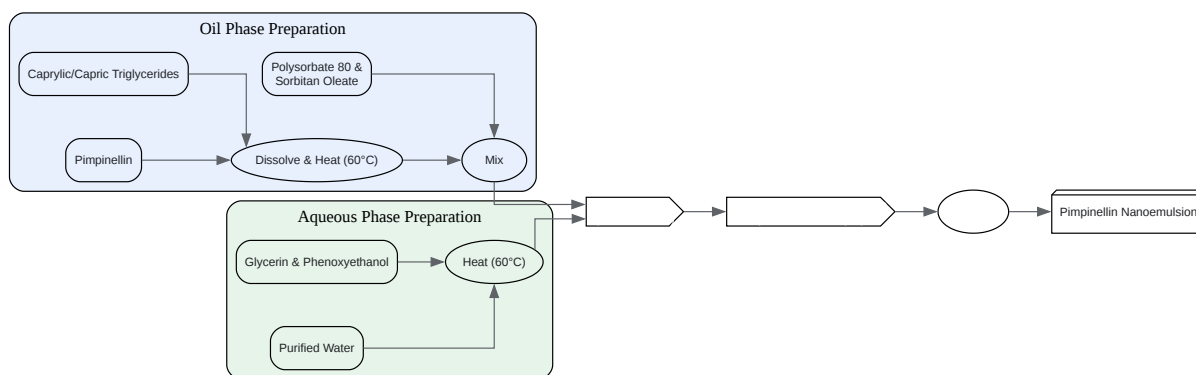 Oil Phase Preparation
Caprylic/Capric Triglycerides
Polysorbate 80 &
Sorbitan Oleate
Pimpinellin
Dissolve & Heat (60°C)
Mix
Aqueous Phase Preparation
Glycerin & Phenoxyethanol
Heat (60°C)
Purified Water
Pimpinellin Nanoemulsion